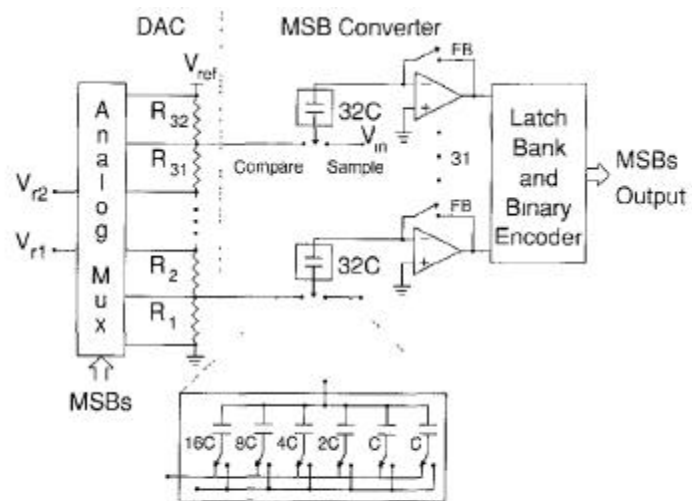 DAC
MSB Converter
V_ref
FB
Analog Mux
R_32
32C
V_in
R_31
Compare
Sample
31
Latch
Bank
and
Binary
Encoder
MSBs
Output
V_r2
V_r1
FB
R_2
32C
R_1
MSBs
16C
8C
4C
2C
C
C